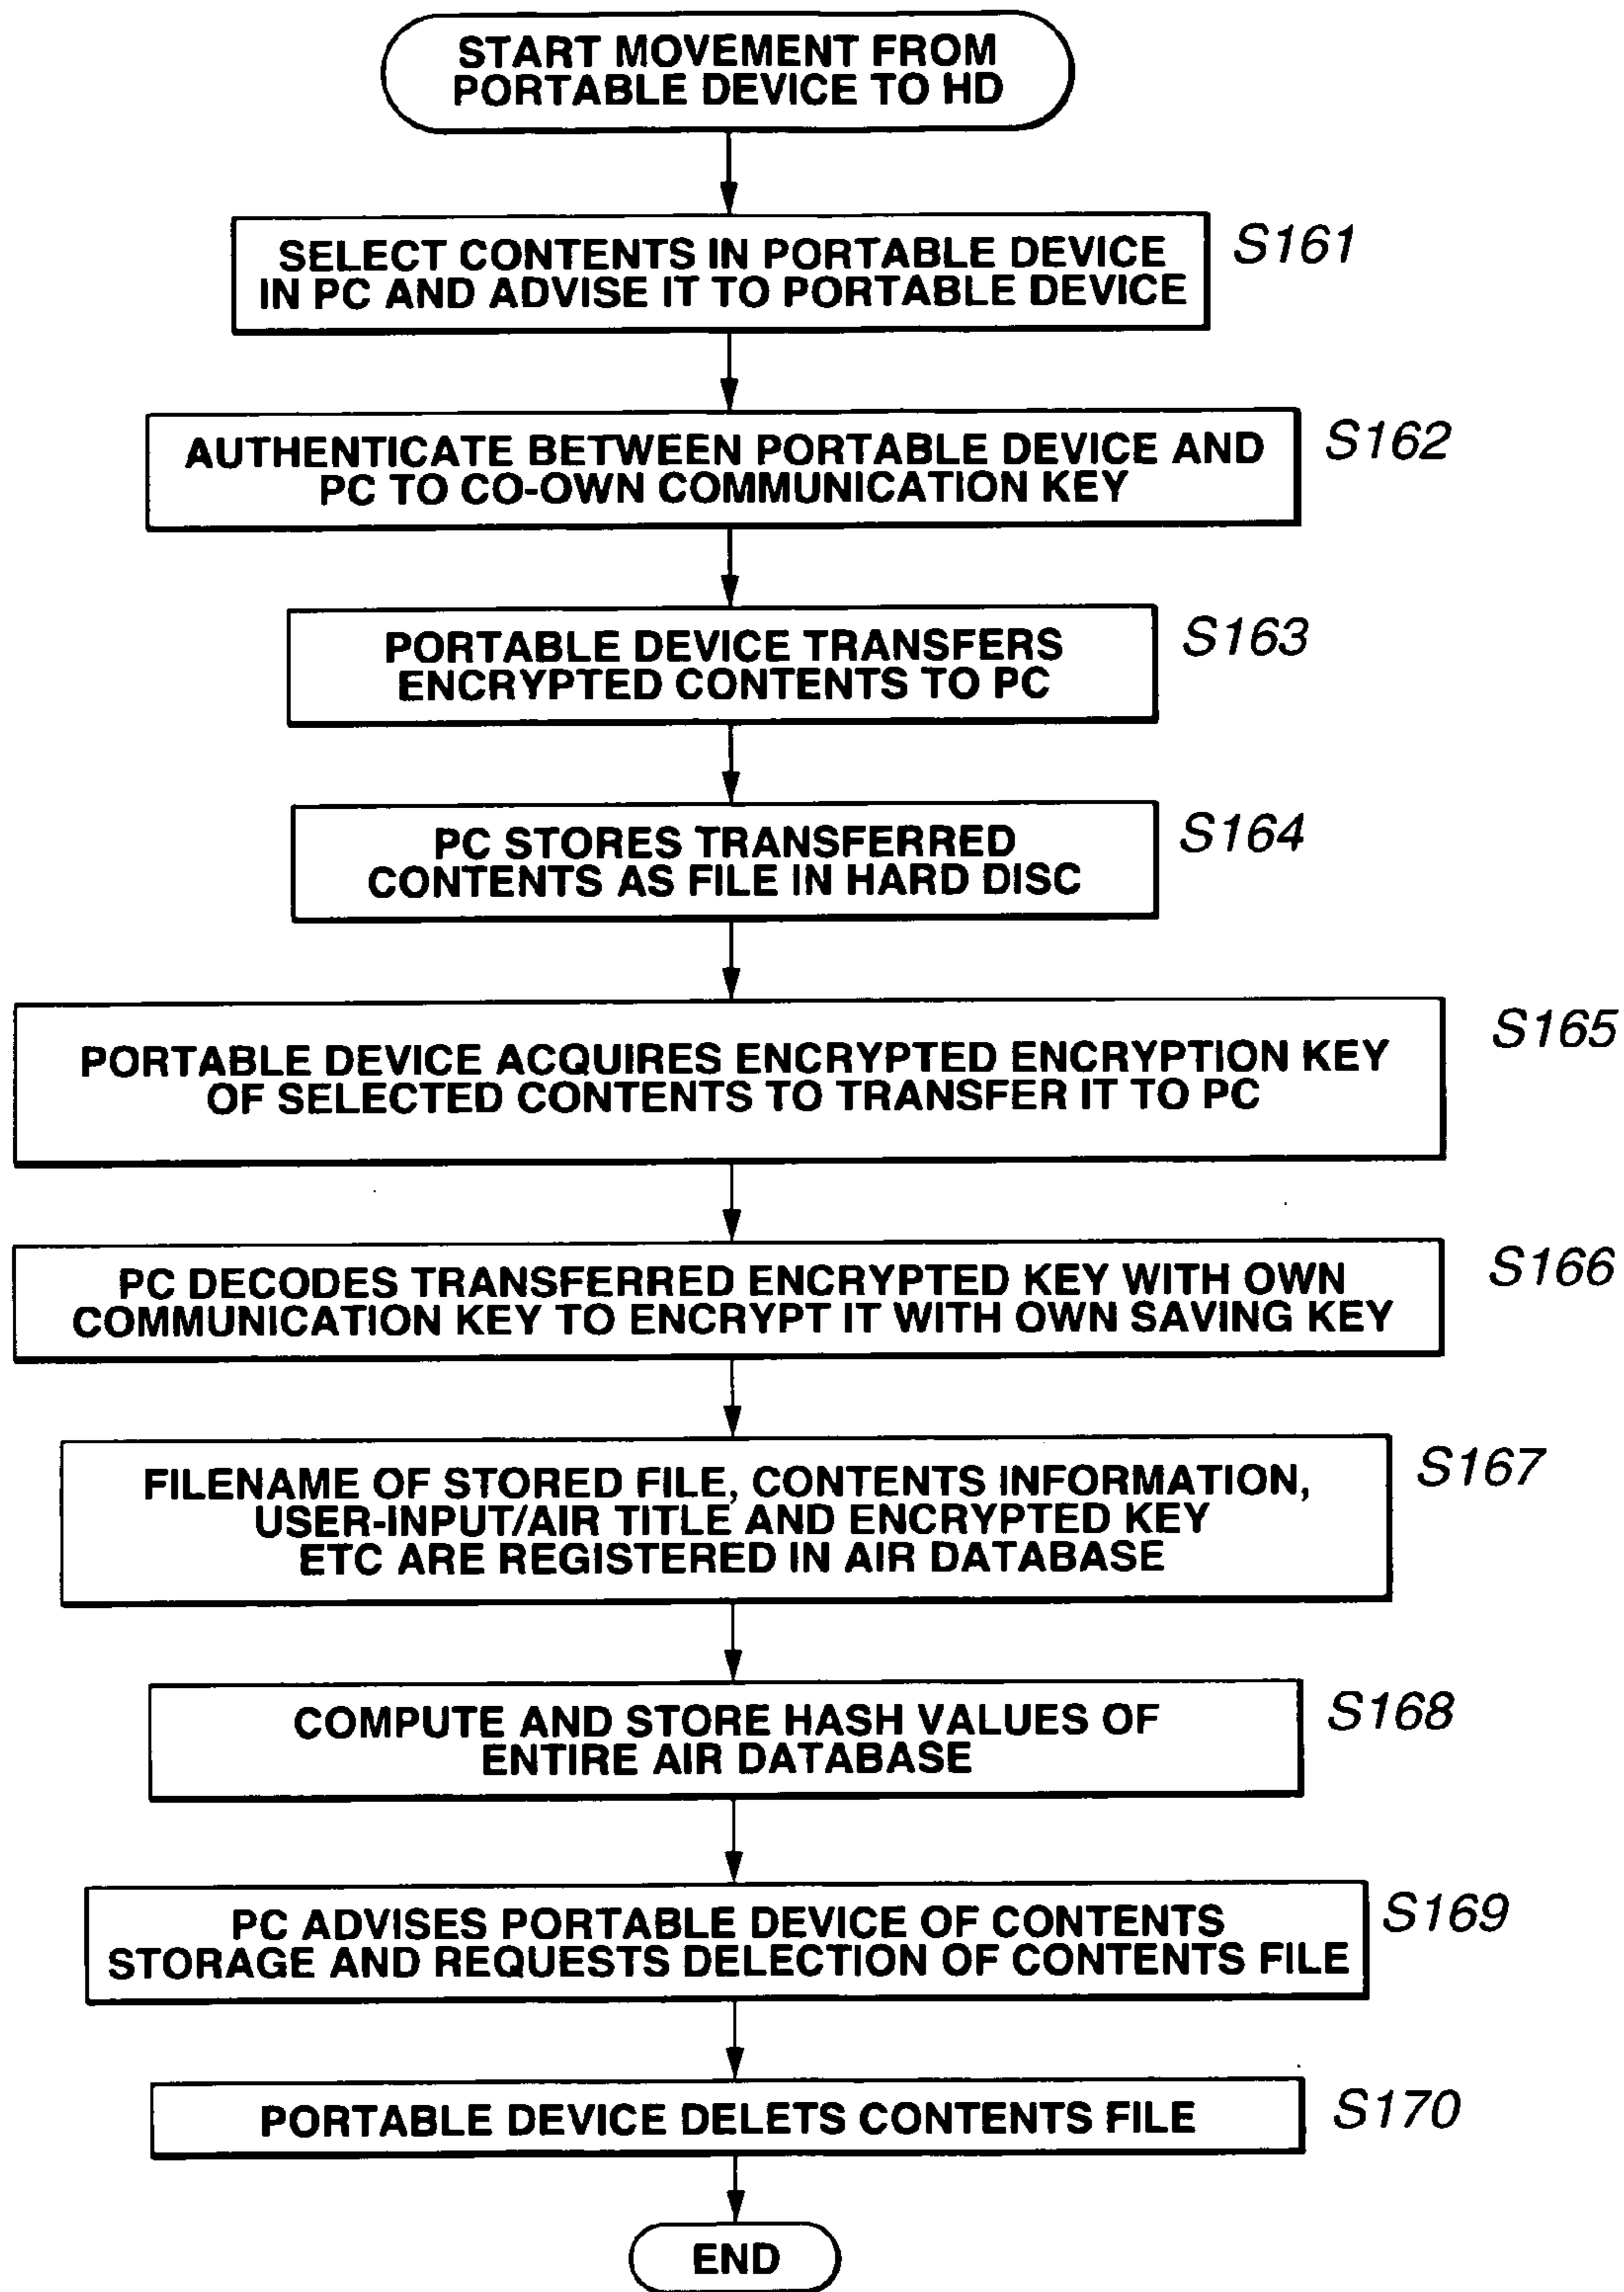 START MOVEMENT FROM
PORTABLE DEVICE TO HD
SELECT CONTENTS IN PORTABLE DEVICE
IN PC AND ADVISE IT TO PORTABLE DEVICE
S161
AUTHENTICATE BETWEEN PORTABLE DEVICE AND
PC TO CO-OWN COMMUNICATION KEY
S162
PORTABLE DEVICE TRANSFERS
ENCRYPTED CONTENTS TO PC
S163
PC STORES TRANSFERRED
CONTENTS AS FILE IN HARD DISC
S164
PORTABLE DEVICE ACQUIRES ENCRYPTED ENCRYPTION KEY
OF SELECTED CONTENTS TO TRANSFER IT TO PC
S165
PC DECODES TRANSFERRED ENCRYPTED KEY WITH OWN
COMMUNICATION KEY TO ENCRYPT IT WITH OWN SAVING KEY
S166
FILENAME OF STORED FILE, CONTENTS INFORMATION,
USER-INPUT/AIR TITLE AND ENCRYPTED KEY
ETC ARE REGISTERED IN AIR DATABASE
S167
COMPUTE AND STORE HASH VALUES OF
ENTIRE AIR DATABASE
S168
PC ADVISES PORTABLE DEVICE OF CONTENTS
STORAGE AND REQUESTS DELECTION OF CONTENTS FILE
S169
PORTABLE DEVICE DELETS CONTENTS FILE
S170
END